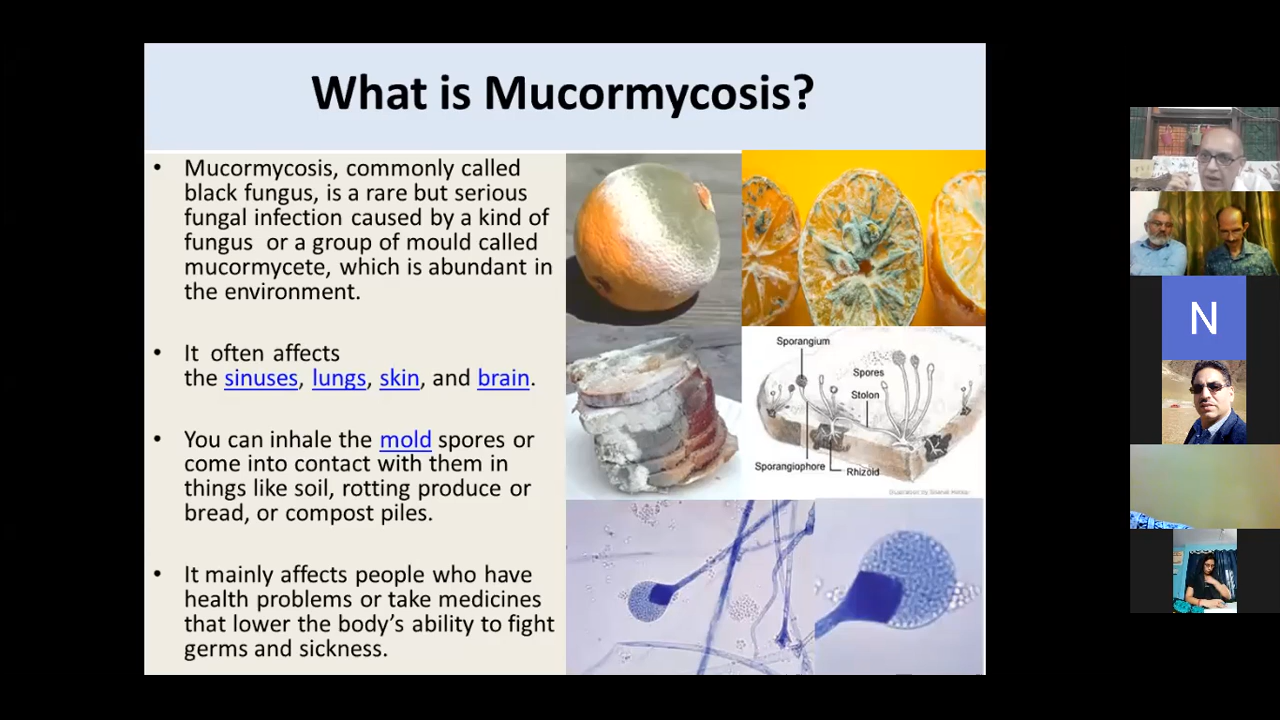 What is Mucormycosis?
• Mucormycosis, commonly called
black fungus, is a rare but serious
fungal infection caused by a kind of
fungus or a group of mould called
mucormycete, which is abundant in
the environment.
• It often affects
the sinuses, lungs, skin, and brain.
• You can inhale the mold spores or
come into contact with them in
things like soil, rotting produce or
bread, or compost piles.
• It mainly affects people who have
health problems or take medicines
that lower the body’s ability to fight
germs and sickness.
Sporangium
Spores
Stolon
Sporangiophore
Rhizoid
N